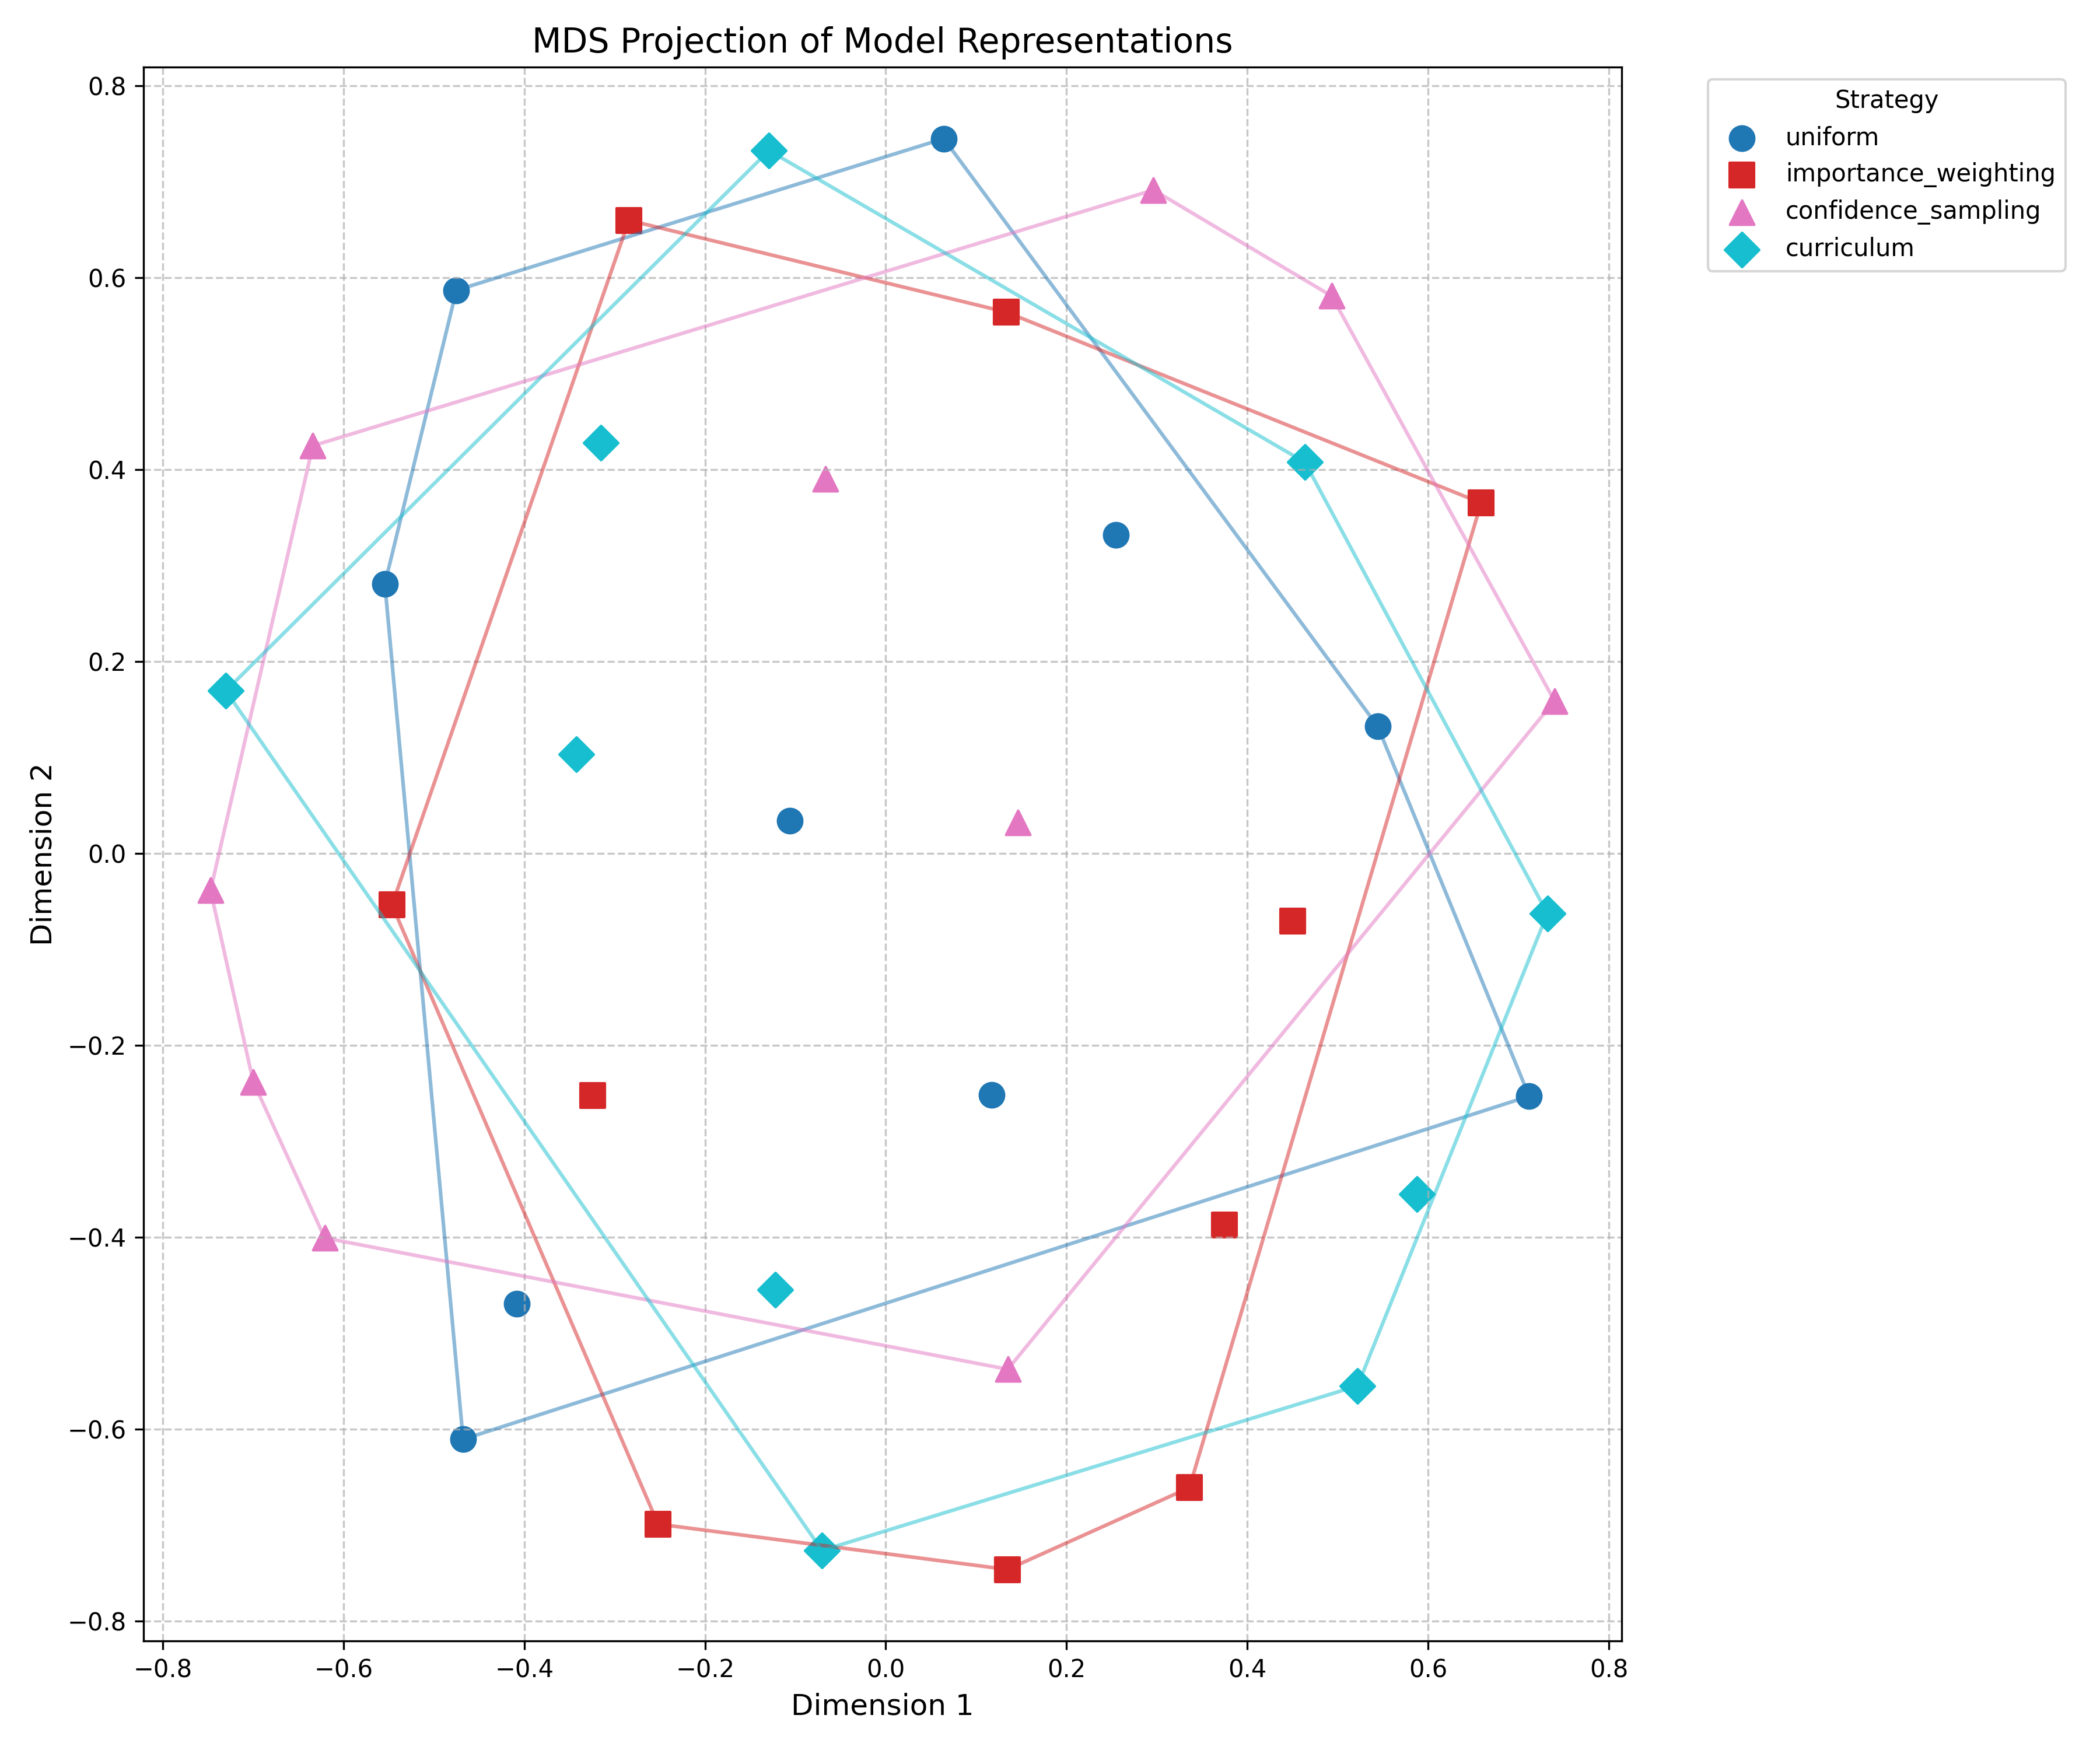 MDS Projection of Model Representations
Strategy
uniform
importance_weighting
confidence_sampling
curriculum
0.8
0.6
0.4
0.2
0.0
−0.2
−0.4
−0.6
−0.8
Dimension 2
−0.8
−0.6
−0.4
−0.2
0.0
0.2
0.4
0.6
0.8
Dimension 1